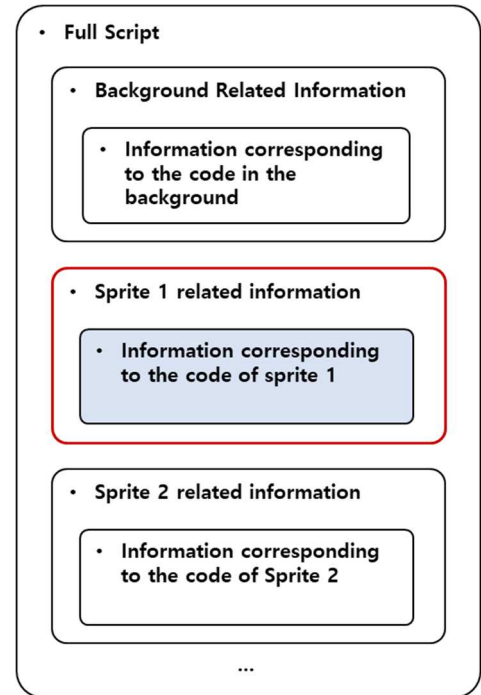 • Full Script
• Background Related Information
• Information corresponding
to the code in the
background
• Sprite 1 related information
• Information corresponding
to the code of sprite 1
• Sprite 2 related information
• Information corresponding
to the code of Sprite 2
...